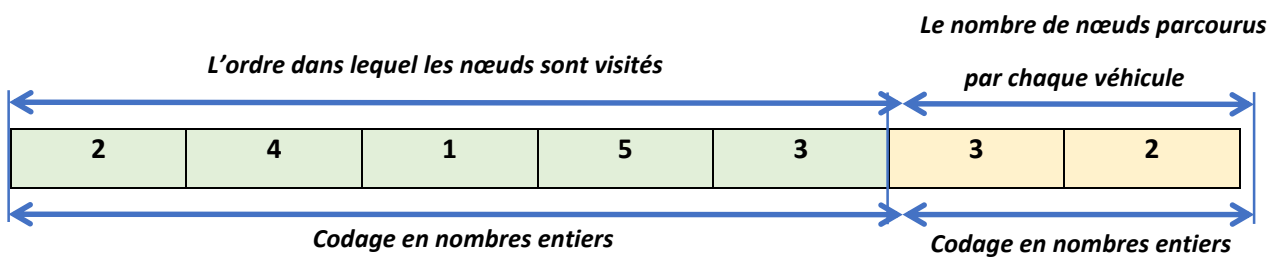 Le nombre de nœuds parcourus
par chaque véhicule
L’ordre dans lequel les nœuds sont visités
2 4 1 5 3 3 2
Codage en nombres entiers
Codage en nombres entiers